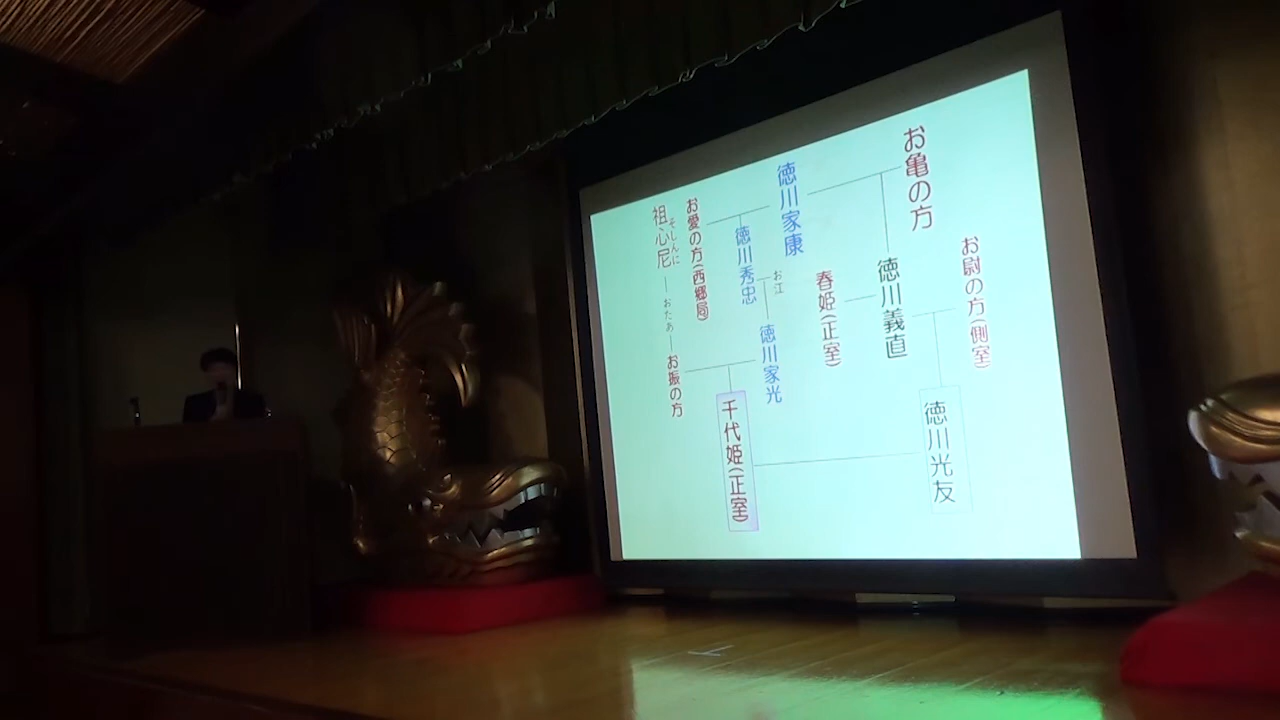 お亀の方
お尉の方(側室)
徳川家康
徳川義直
春姫(正室)
徳川光友
お愛の方(西郷局)
徳川秀忠
お江
徳川家光
祖心尼
そしんに
おたあ
お振の方
千代姫(正室)